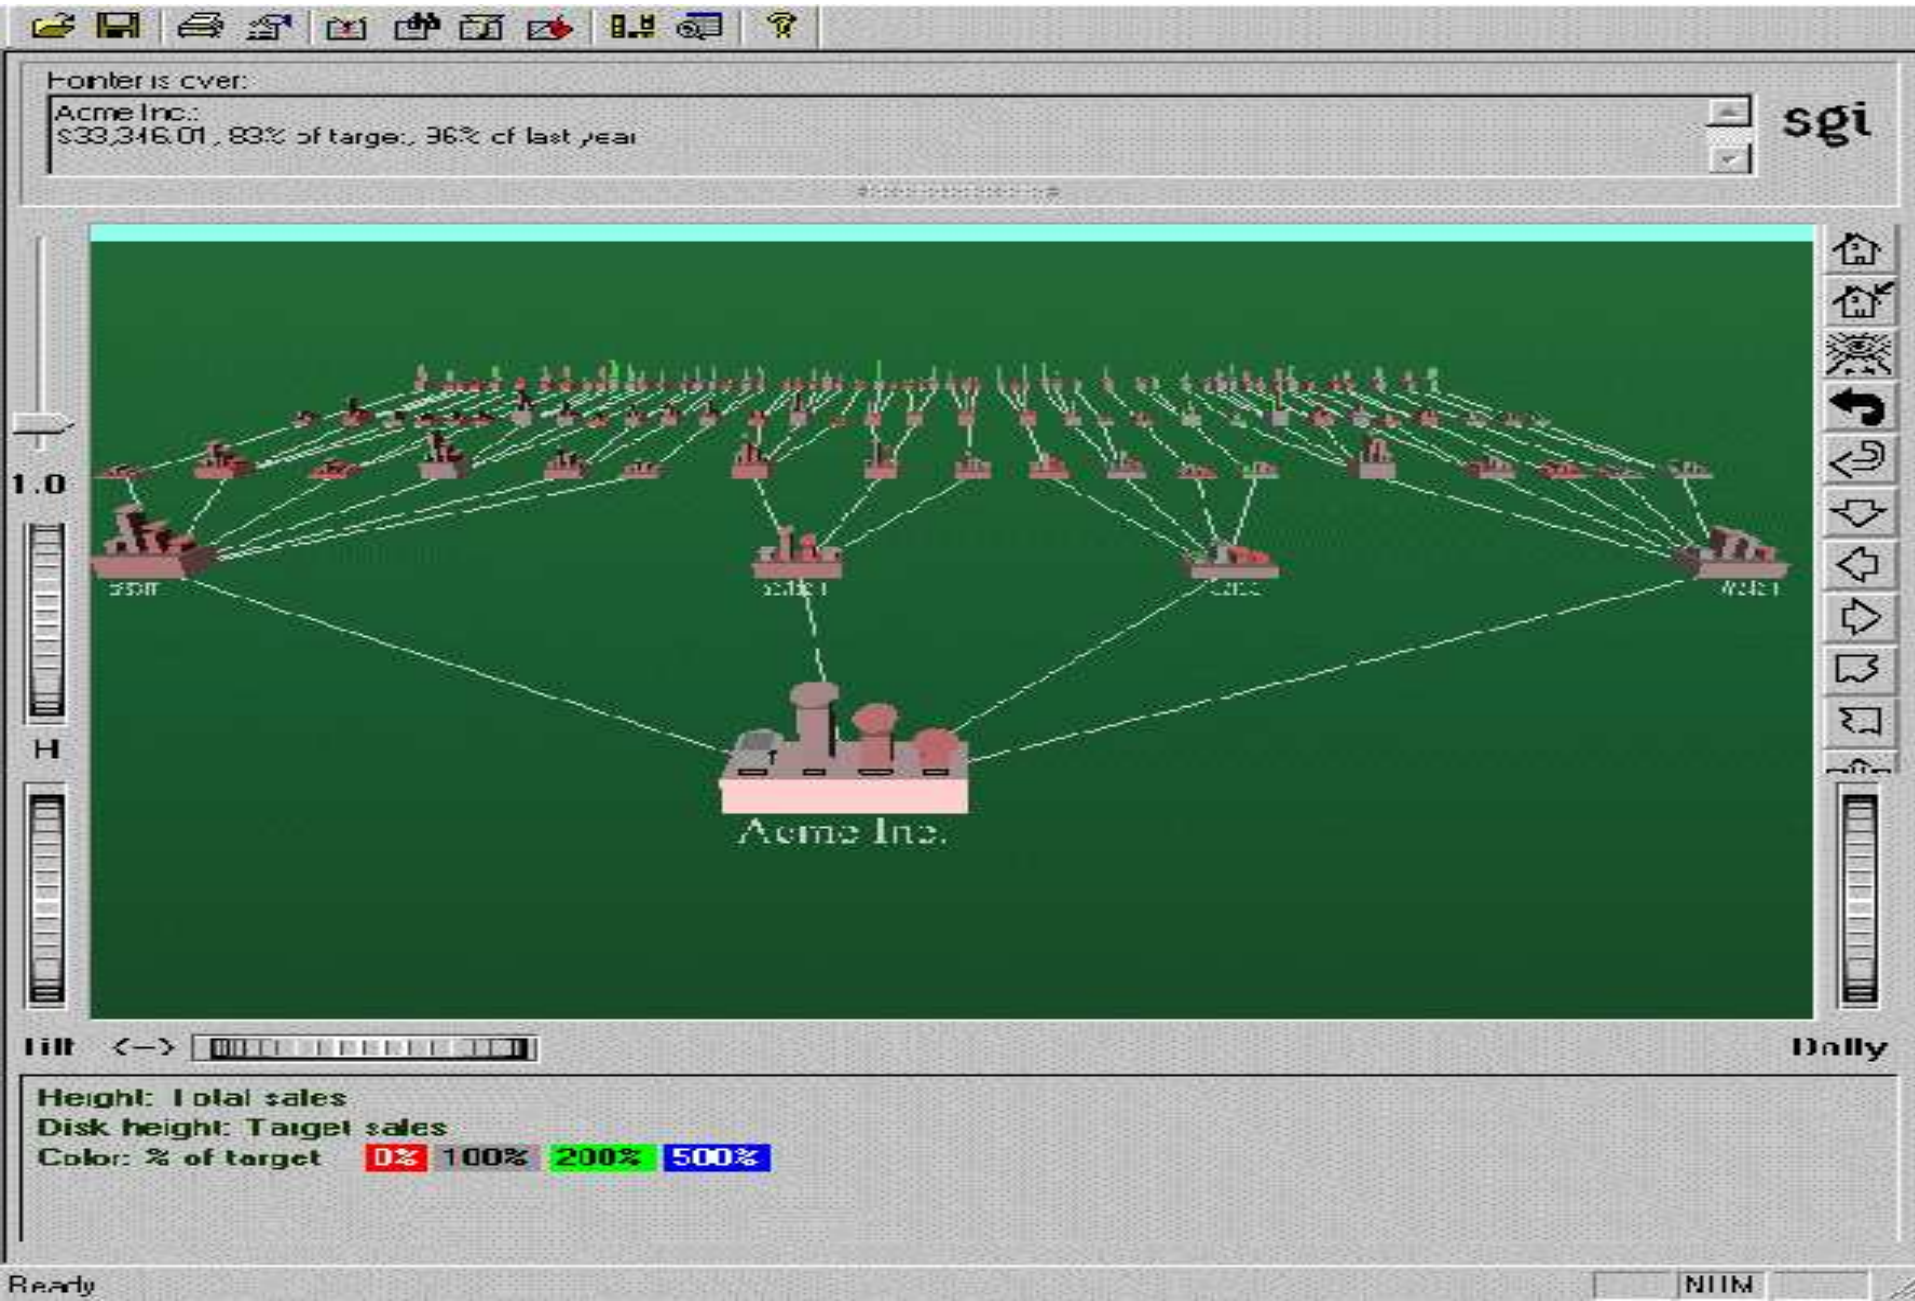 Pointer is over:
Acme Inc.:
$33,346.01, 83% of target, 96% of last year
sgi
1.0
H
Acme Inc.
Tilt <-> Dolly
Height: Total sales
Disk height: Target sales
Color: % of target 0% 100% 200% 500%
Ready NUM